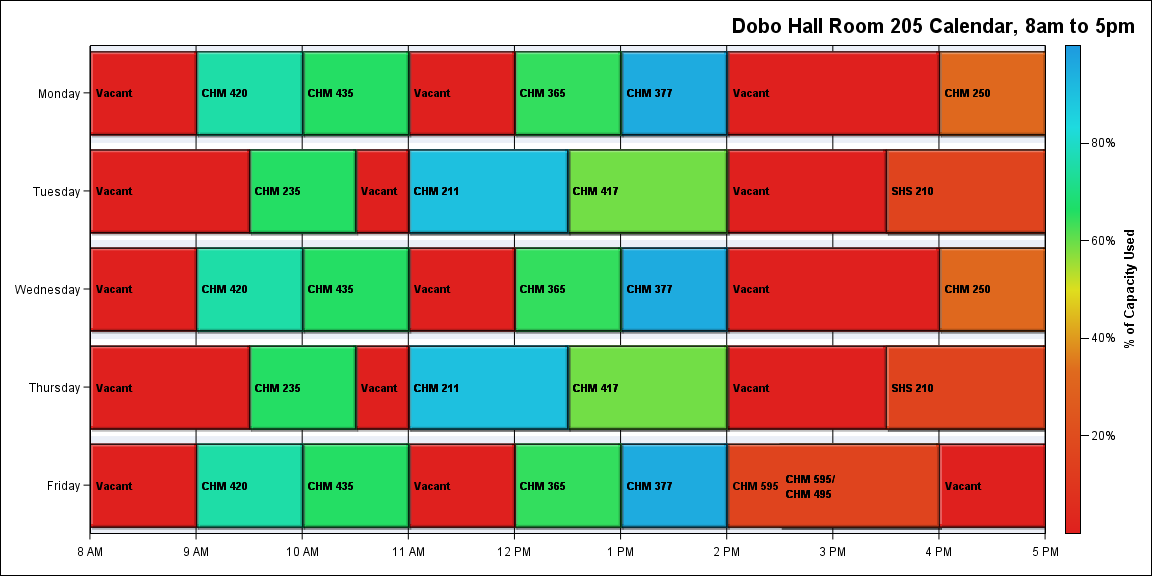 Dobo Hall Room 205 Calendar, 8am to 5pm
Monday
Vacant
CHM 420
CHM 435
Vacant
CHM 365
CHM 377
Vacant
CHM 250
Tuesday
Vacant
CHM 235
Vacant
CHM 211
CHM 417
Vacant
SHS 210
Wednesday
Vacant
CHM 420
CHM 435
Vacant
CHM 365
CHM 377
Vacant
CHM 250
Thursday
Vacant
CHM 235
Vacant
CHM 211
CHM 417
Vacant
SHS 210
Friday
Vacant
CHM 420
CHM 435
Vacant
CHM 365
CHM 377
CHM 595
CHM 595/
CHM 495
Vacant
8 AM
9 AM
10 AM
11 AM
12 PM
1 PM
2 PM
3 PM
4 PM
5 PM
80%
60%
40%
20%
% of Capacity Used